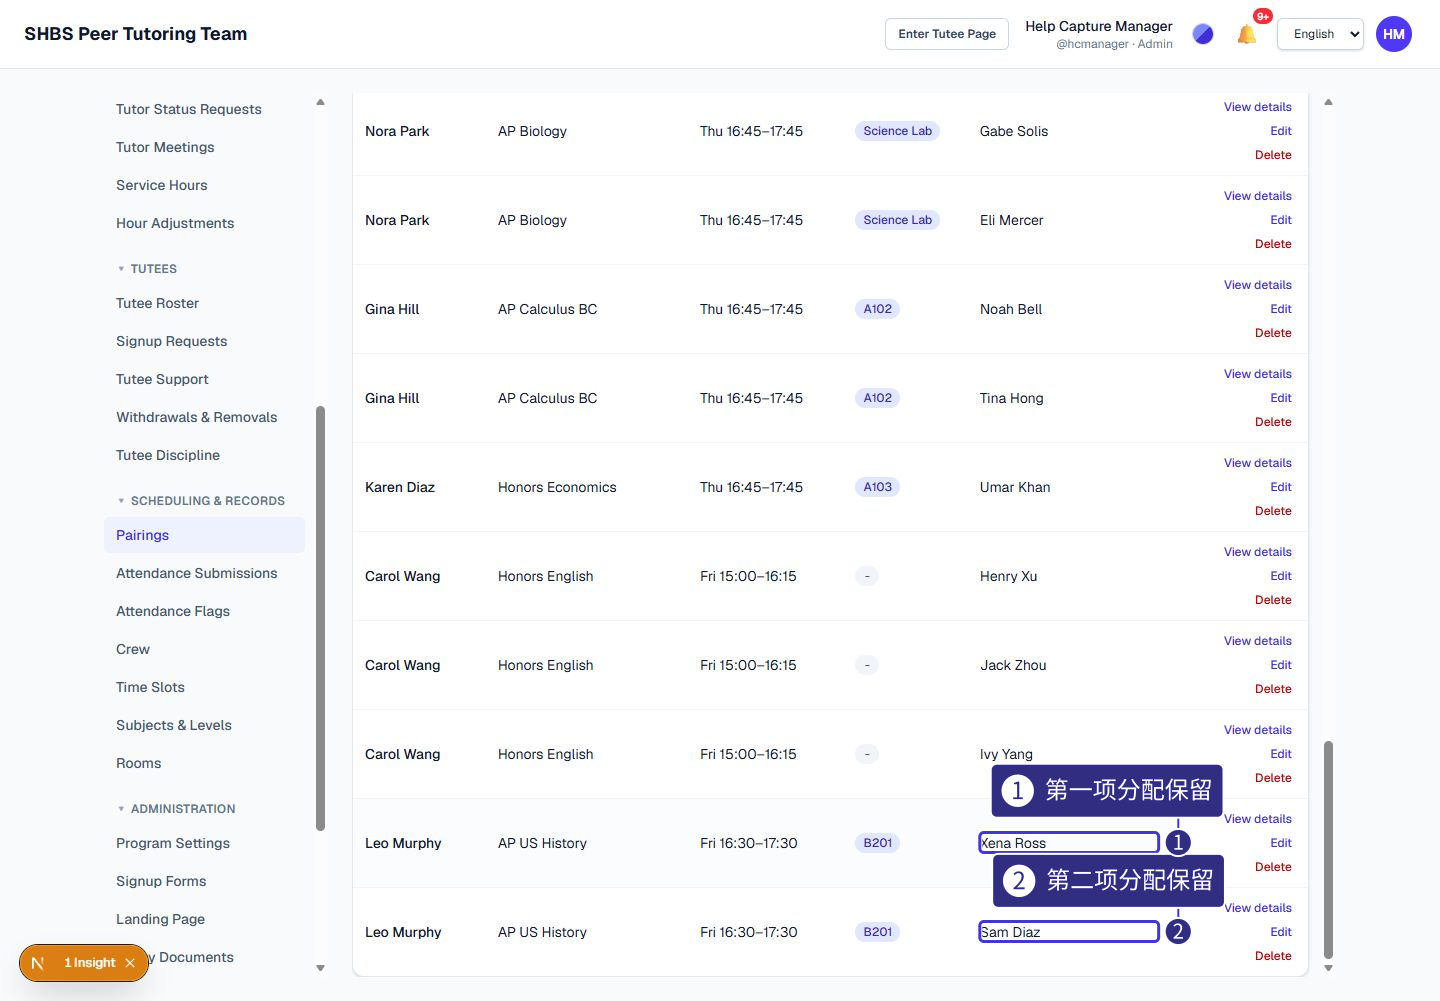 SHBS Peer Tutoring Team
Enter Tutee Page
Help Capture Manager
@hcmanager · Admin
9+
English
HM
Tutor Status Requests
Tutor Meetings
Service Hours
Hour Adjustments
TUTEES
Tutee Roster
Signup Requests
Tutee Support
Withdrawals & Removals
Tutee Discipline
SCHEDULING & RECORDS
Pairings
Attendance Submissions
Attendance Flags
Crew
Time Slots
Subjects & Levels
Rooms
ADMINISTRATION
Program Settings
Signup Forms
Landing Page
y Documents
N 1 Insight ×
View details
Nora Park AP Biology Thu 16:45–17:45 Science Lab Gabe Solis Edit
Delete
View details
Nora Park AP Biology Thu 16:45–17:45 Science Lab Eli Mercer Edit
Delete
View details
Gina Hill AP Calculus BC Thu 16:45–17:45 A102 Noah Bell Edit
Delete
View details
Gina Hill AP Calculus BC Thu 16:45–17:45 A102 Tina Hong Edit
Delete
View details
Karen Diaz Honors Economics Thu 16:45–17:45 A103 Umar Khan Edit
Delete
View details
Carol Wang Honors English Fri 15:00–16:15 - Henry Xu Edit
Delete
View details
Carol Wang Honors English Fri 15:00–16:15 - Jack Zhou Edit
Delete
View details
Carol Wang Honors English Fri 15:00–16:15 - Ivy Yang Edit
Delete
1 第一项分配保留
View details
Leo Murphy AP US History Fri 16:30–17:30 B201 Xena Ross 1 Edit
Delete
2 第二项分配保留
View details
Leo Murphy AP US History Fri 16:30–17:30 B201 Sam Diaz 2 Edit
Delete